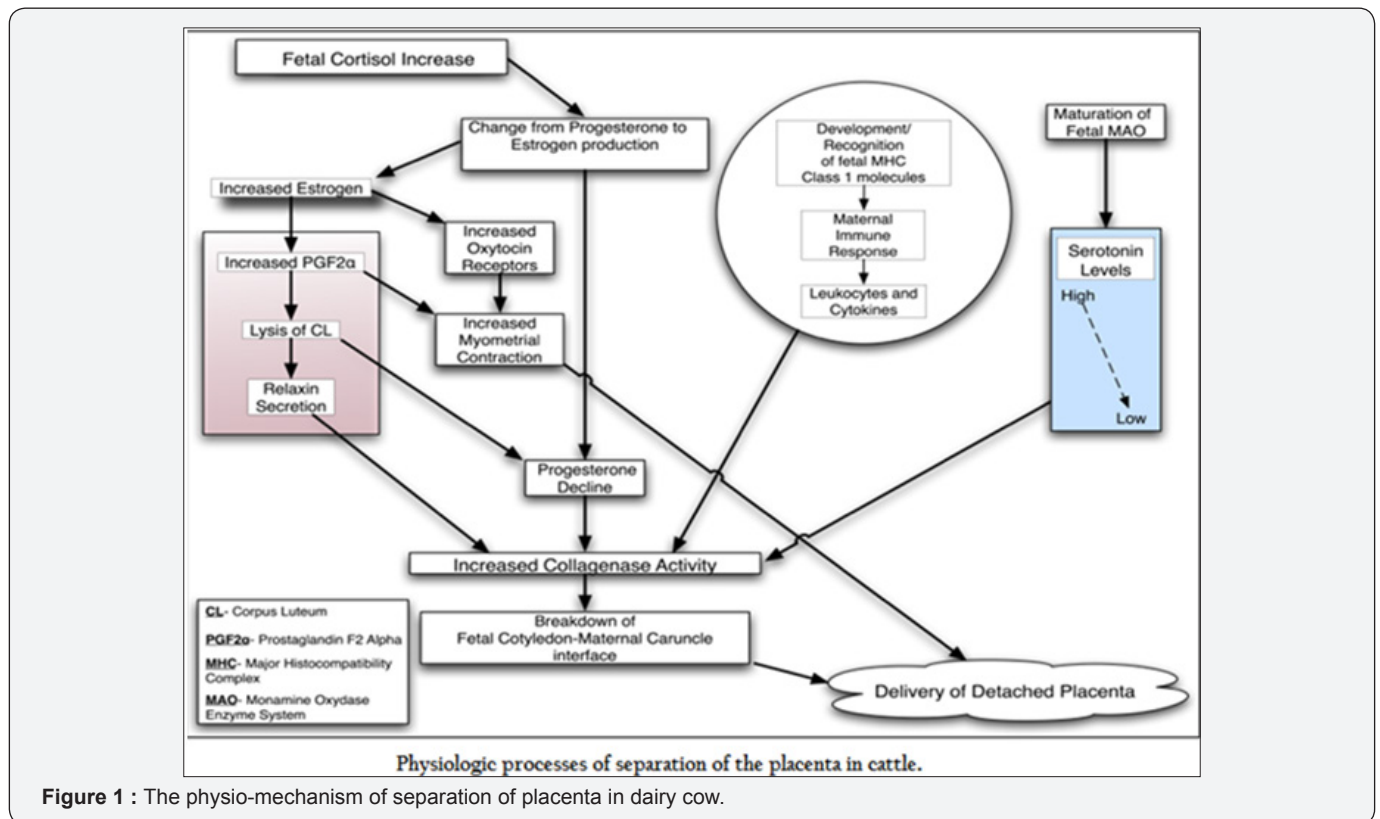 Fetal Cortisol Increase
Change from Progesterone to
Estrogen production
Increased Estrogen
Increased
Oxytocin
Receptors
Increased PGF2α
Lysis of CL
Increased
Myometrial
Contraction
Relaxin
Secretion
Development/
Recognition
of fetal MHC
Class 1 molecules
Maternal
Immune
Response
Leukocytes and
Cytokines
Maturation of
Fetal MAO
Serotonin
Levels
High
Low
Progesterone
Decline
Increased Collagenase Activity
Breakdown of
Fetal Cotyledon-Maternal Caruncle
interface
Delivery of Detached Placenta
CL- Corpus Luteum
PGF2α- Prostaglandin F2 Alpha
MHC- Major Histocompatibility
Complex
MAO- Monamine Oxydase
Enzyme System
Physiologic processes of separation of the placenta in cattle.
Figure 1 : The physio-mechanism of separation of placenta in dairy cow.